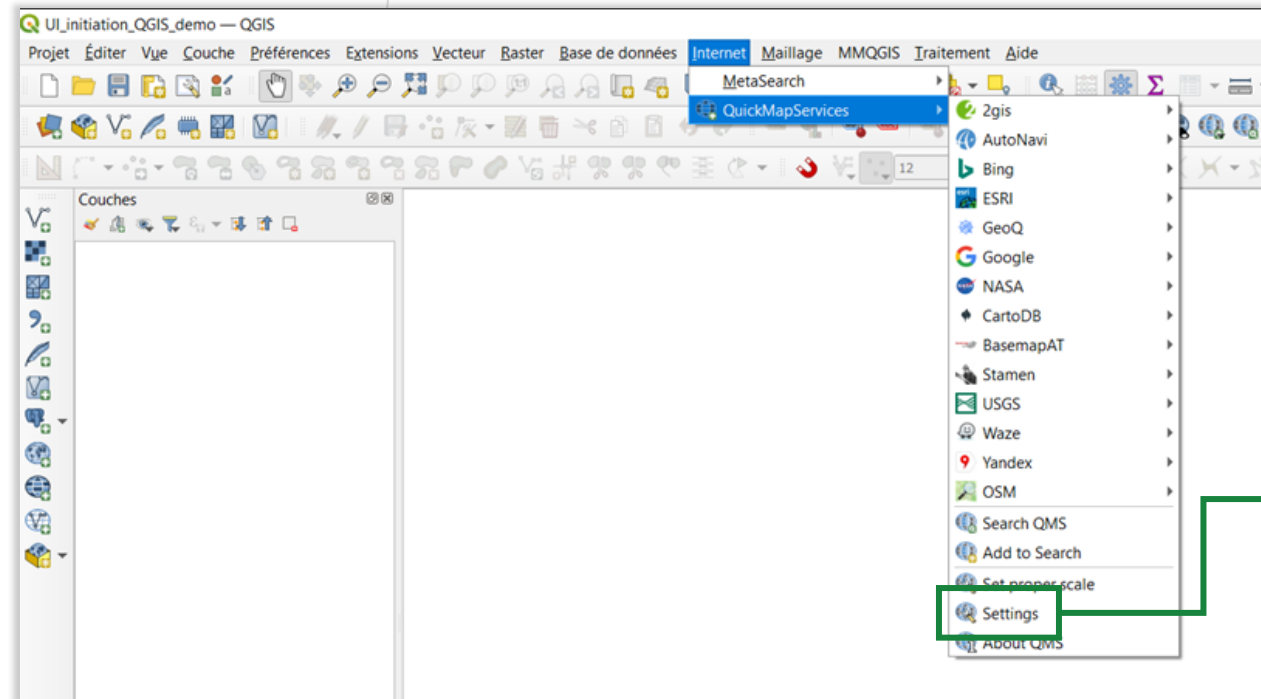 UI_initiation_QGIS_demo — QGIS
Projet Éditer Vue Couche Préférences Extensions Vecteur Raster Base de données Internet Maillage MMQGIS Traitement Aide
MetaSearch
QuickMapServices
2gis
AutoNavi
12
Bing
Couches
ESRI
GeoQ
Google
NASA
CartoDB
BasemapAT
Stamen
USGS
Waze
Yandex
OSM
Search QMS
Add to Search
Set proper scale
Settings
About QMS